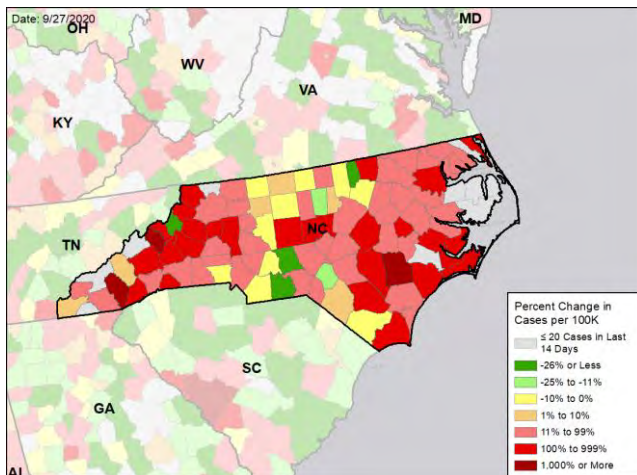 Date: 9/27/2020
OH
MD
WV
VA
KY
TN
NC
SC
GA
AL
Percent Change in
Cases per 100K
≤ 20 Cases in Last
14 Days
-26% or Less
-25% to -11%
-10% to 0%
1% to 10%
11% to 99%
100% to 999%
1,000% or More